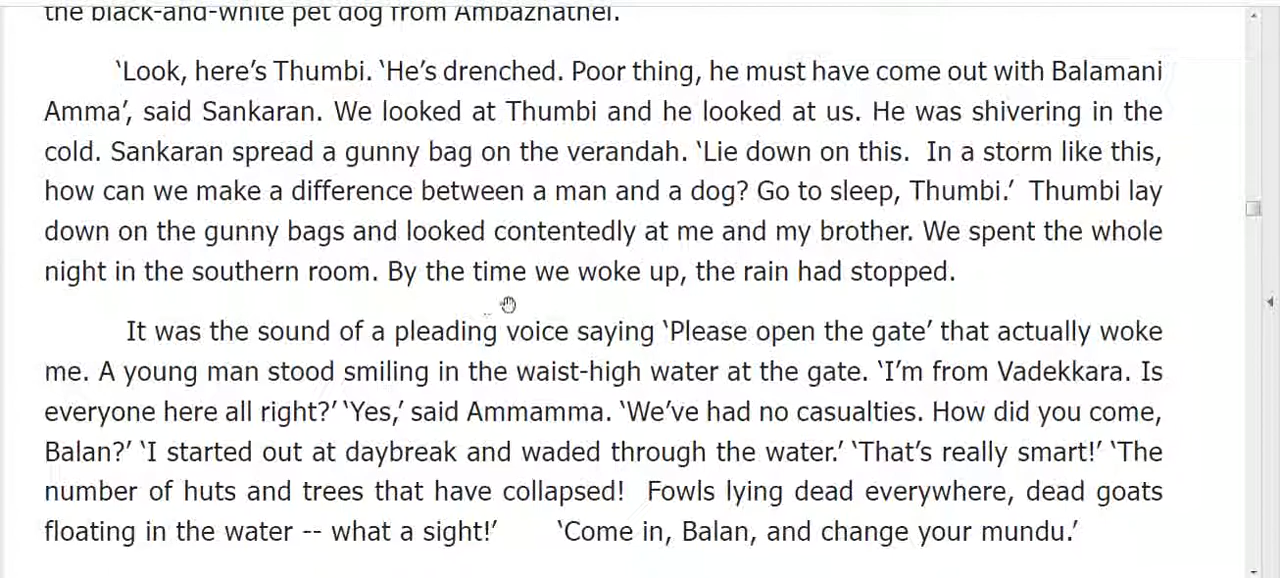 the black-and-white pet dog from Ambazhathel.
‘Look, here’s Thumbi. ‘He’s drenched. Poor thing, he must have come out with Balamani
Amma’, said Sankaran. We looked at Thumbi and he looked at us. He was shivering in the
cold. Sankaran spread a gunny bag on the verandah. ‘Lie down on this.  In a storm like this,
how can we make a difference between a man and a dog? Go to sleep, Thumbi.’  Thumbi lay
down on the gunny bags and looked contentedly at me and my brother. We spent the whole
night in the southern room. By the time we woke up, the rain had stopped.
It was the sound of a pleading voice saying ‘Please open the gate’ that actually woke
me. A young man stood smiling in the waist-high water at the gate. ‘I’m from Vadekkara. Is
everyone here all right?’ ‘Yes,’ said Ammamma. ‘We’ve had no casualties. How did you come,
Balan?’ ‘I started out at daybreak and waded through the water.’ ‘That’s really smart!’ ‘The
number of huts and trees that have collapsed!  Fowls lying dead everywhere, dead goats
floating in the water -- what a sight!’ ‘Come in, Balan, and change your mundu.’